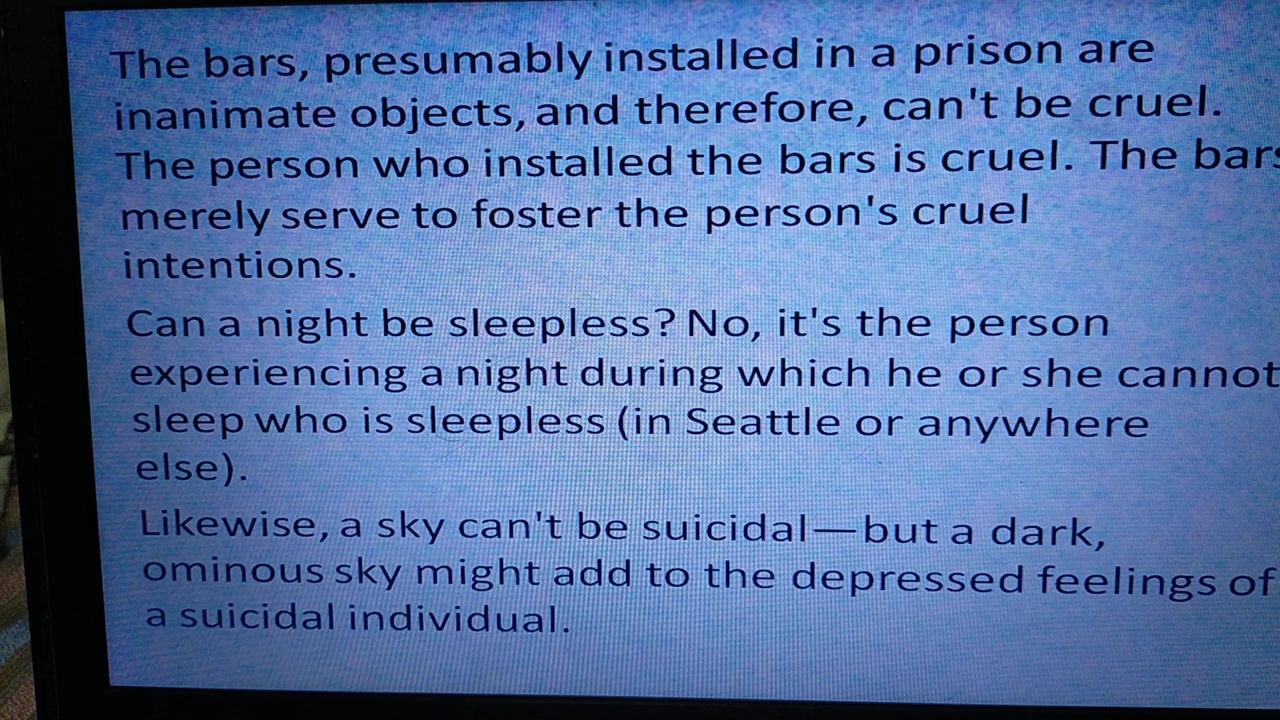 The bars, presumably installed in a prison are
inanimate objects, and therefore, can't be cruel.
The person who installed the bars is cruel. The bars
merely serve to foster the person's cruel
intentions.
Can a night be sleepless? No, it's the person
experiencing a night during which he or she cannot
sleep who is sleepless (in Seattle or anywhere
else).
Likewise, a sky can't be suicidal—but a dark,
ominous sky might add to the depressed feelings of
a suicidal individual.